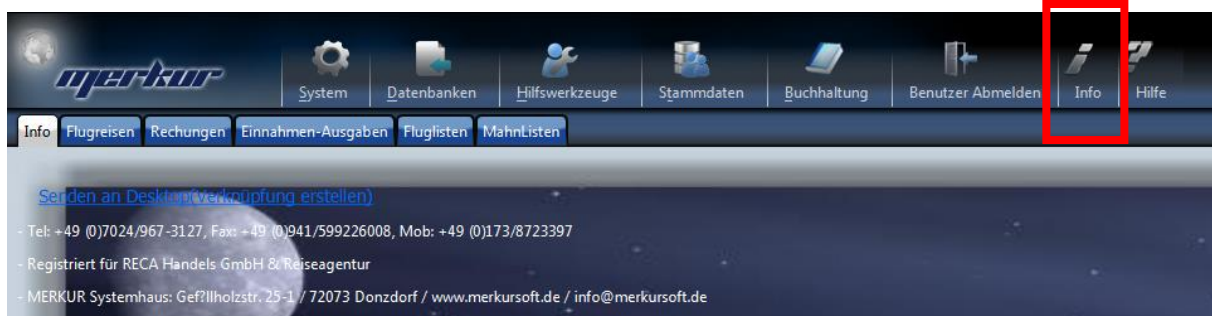 merkur
System Datenbanken Hilfswerkzeuge Stammdaten Buchhaltung Benutzer Abmelden Info Hilfe
Info Flugreisen Rechungen Einnahmen-Ausgaben Fluglisten MahnListen
Senden an Desktop(verknüpfung erstellen)
- Tel: +49 (0)7024/967-3127, Fax: +49 (0)941/599226008, Mob: +49 (0)173/8723397
- Registriert für RECA Handels GmbH & Reiseagentur
- MERKUR Systemhaus: Gef?llholzstr. 25-1 / 72073 Donzdorf / www.merkursoft.de / info@merkursoft.de